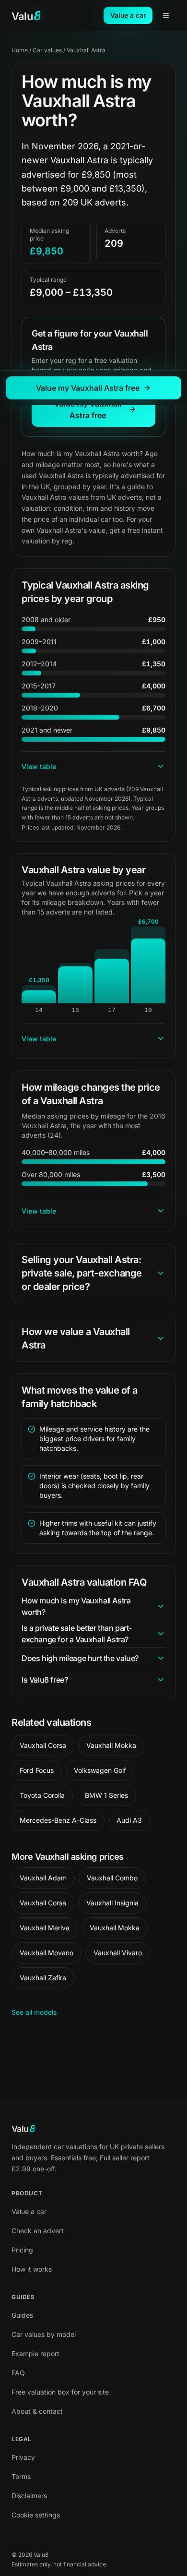 Valu8
Value a car
Home / Car values / Vauxhall Astra
How much is my
Vauxhall Astra
worth?
In November 2026, a 2021-or-
newer Vauxhall Astra is typically
advertised for £9,850 (most
between £9,000 and £13,350),
based on 209 UK adverts.
Median asking
price
£9,850
Adverts
209
Typical range
£9,000 – £13,350
Get a figure for your Vauxhall
Astra
Enter your reg for a free valuation
Value my Vauxhall Astra free →
Astra free
How much is my Vauxhall Astra worth? Age
and mileage matter most, so here's what a
used Vauxhall Astra is typically advertised for
in the UK, grouped by year. It's a guide to
Vauxhall Astra values from UK adverts, not a
valuation: condition, trim and history move
the price of an individual car too. For your
own Vauxhall Astra's value, get a free instant
valuation by reg.
Typical Vauxhall Astra asking
prices by year group
2008 and older £950
2009–2011 £1,000
2012–2014 £1,350
2015–2017 £4,000
2018–2020 £6,700
2021 and newer £9,850
View table
Typical asking prices from UK adverts (209 Vauxhall
Astra adverts, updated November 2026). Typical
range is the middle half of asking prices. Year groups
with fewer than 15 adverts are not shown.
Prices last updated: November 2026.
Vauxhall Astra value by year
Typical Vauxhall Astra asking prices for every
year we have enough adverts for. Pick a year
for its mileage breakdown. Years with fewer
than 15 adverts are not listed.
£6,700
£1,350
14 16 17 19
View table
How mileage changes the price
of a Vauxhall Astra
Median asking prices by mileage for the 2016
Vauxhall Astra, the year with the most
adverts (24).
40,000–80,000 miles £4,000
Over 80,000 miles £3,500
View table
Selling your Vauxhall Astra:
private sale, part-exchange
or dealer price?
How we value a Vauxhall
Astra
What moves the value of a
family hatchback
Mileage and service history are the
biggest price drivers for family
hatchbacks.
Interior wear (seats, boot lip, rear
doors) is checked closely by family
buyers.
Higher trims with useful kit can justify
asking towards the top of the range.
Vauxhall Astra valuation FAQ
How much is my Vauxhall Astra
worth?
Is a private sale better than part-
exchange for a Vauxhall Astra?
Does high mileage hurt the value?
Is Valu8 free?
Related valuations
Vauxhall Corsa
Vauxhall Mokka
Ford Focus
Volkswagen Golf
Toyota Corolla
BMW 1 Series
Mercedes-Benz A-Class
Audi A3
More Vauxhall asking prices
Vauxhall Adam
Vauxhall Combo
Vauxhall Corsa
Vauxhall Insignia
Vauxhall Meriva
Vauxhall Mokka
Vauxhall Movano
Vauxhall Vivaro
Vauxhall Zafira
See all models
Valu8
Independent car valuations for UK private sellers
and buyers. Essentials free; Full seller report
£2.99 one-off.
PRODUCT
Value a car
Check an advert
Pricing
How it works
GUIDES
Guides
Car values by model
Example report
FAQ
Free valuation box for your site
About & contact
LEGAL
Privacy
Terms
Disclaimers
Cookie settings
© 2026 Valu8
Estimates only, not financial advice.